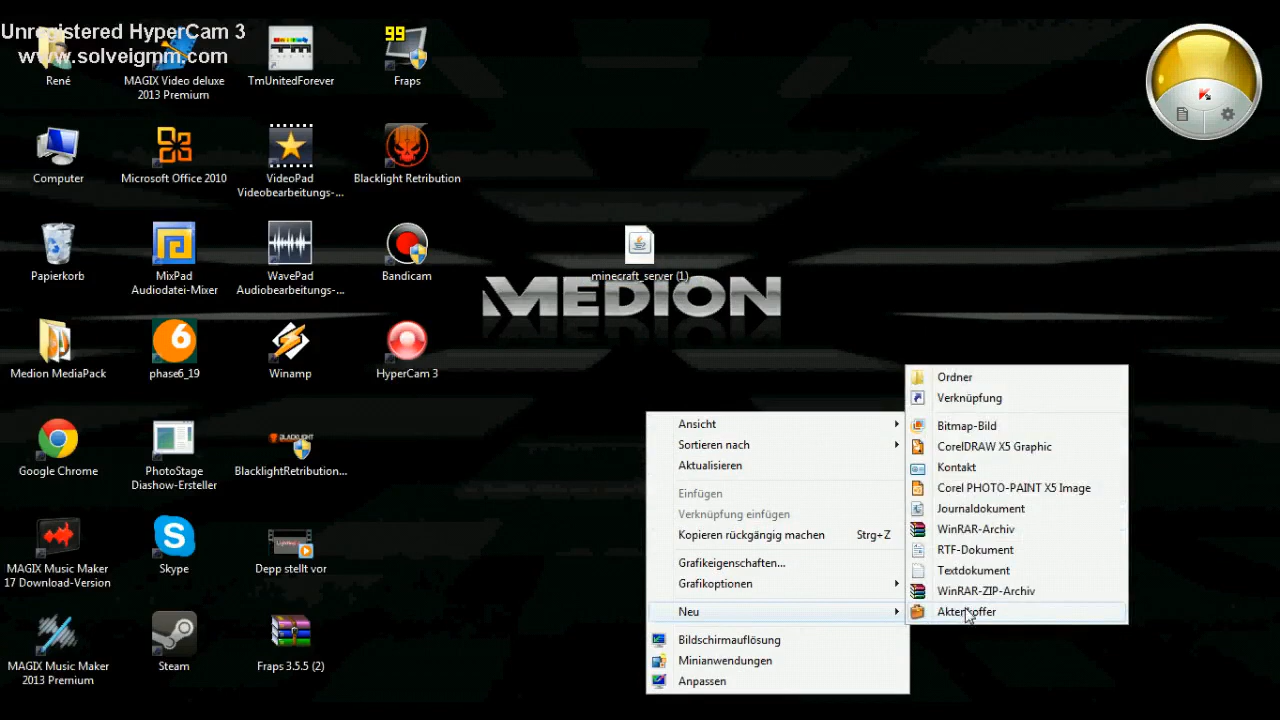 Unregistered HyperCam 3
www.solveigmm.com
René
MAGIX Video deluxe
2013 Premium
TmUnitedForever
99
Fraps
Computer
Microsoft Office 2010
VideoPad
Videobearbeitungs-...
Blacklight Retribution
Papierkorb
MixPad
Audiodatei-Mixer
WavePad
Audiobearbeitungs-...
Bandicam
minecraft_server (1)
MEDION
Medion MediaPack
6
phase6_19
Winamp
HyperCam 3
Google Chrome
PhotoStage
Diashow-Ersteller
BLACKLIGHT
BlacklightRetribution...
MAGIX Music Maker
17 Download-Version
Skype
Depp stellt vor
MAGIX Music Maker
2013 Premium
Steam
Fraps 3.5.5 (2)
Ansicht
Sortieren nach
Aktualisieren
Einfügen
Verknüpfung einfügen
Kopieren rückgängig machen Strg+Z
Grafikeigenschaften...
Grafikoptionen
Neu
Bildschirmauflösung
Minianwendungen
Anpassen
Ordner
Verknüpfung
Bitmap-Bild
CorelDRAW X5 Graphic
Kontakt
Corel PHOTO-PAINT X5 Image
Journaldokument
WinRAR-Archiv
RTF-Dokument
Textdokument
WinRAR-ZIP-Archiv
Aktenkoffer